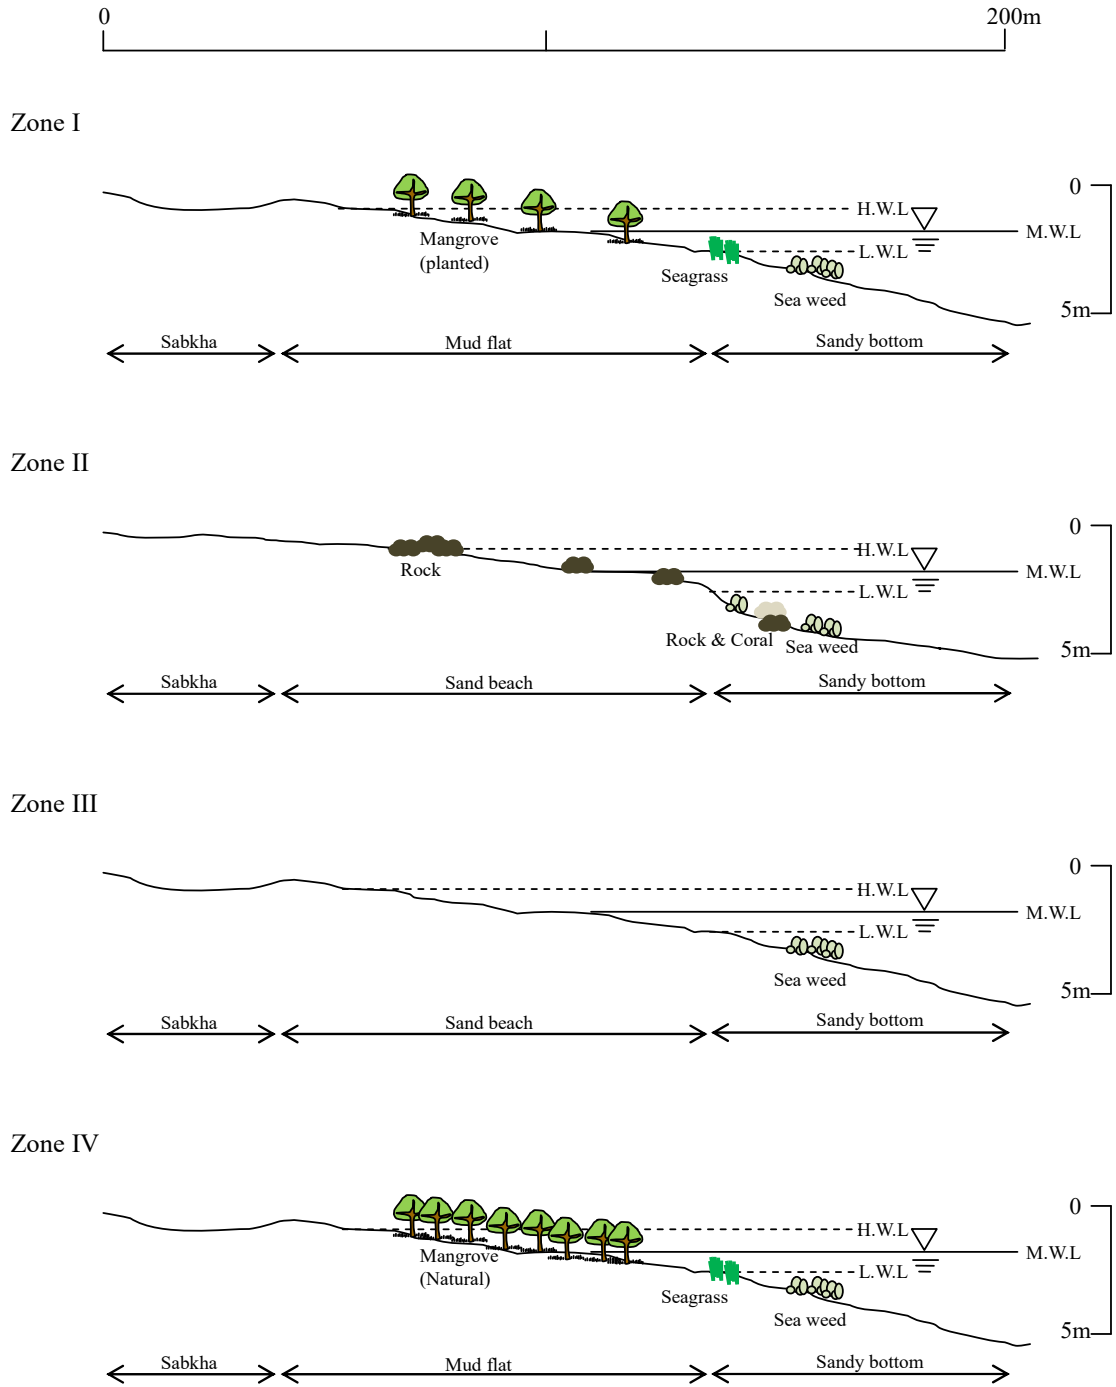 0
200m
Zone I
0
H.W.L
M.W.L
Mangrove
(planted)
L.W.L
Seagrass
Sea weed
5m
Sabkha
Mud flat
Sandy bottom
Zone II
0
H.W.L
Rock
M.W.L
L.W.L
Rock & Coral
Sea weed
5m
Sabkha
Sand beach
Sandy bottom
Zone III
0
H.W.L
M.W.L
L.W.L
Sea weed
5m
Sabkha
Sand beach
Sandy bottom
Zone IV
0
H.W.L
M.W.L
Mangrove
(Natural)
L.W.L
Seagrass
Sea weed
5m
Sabkha
Mud flat
Sandy bottom